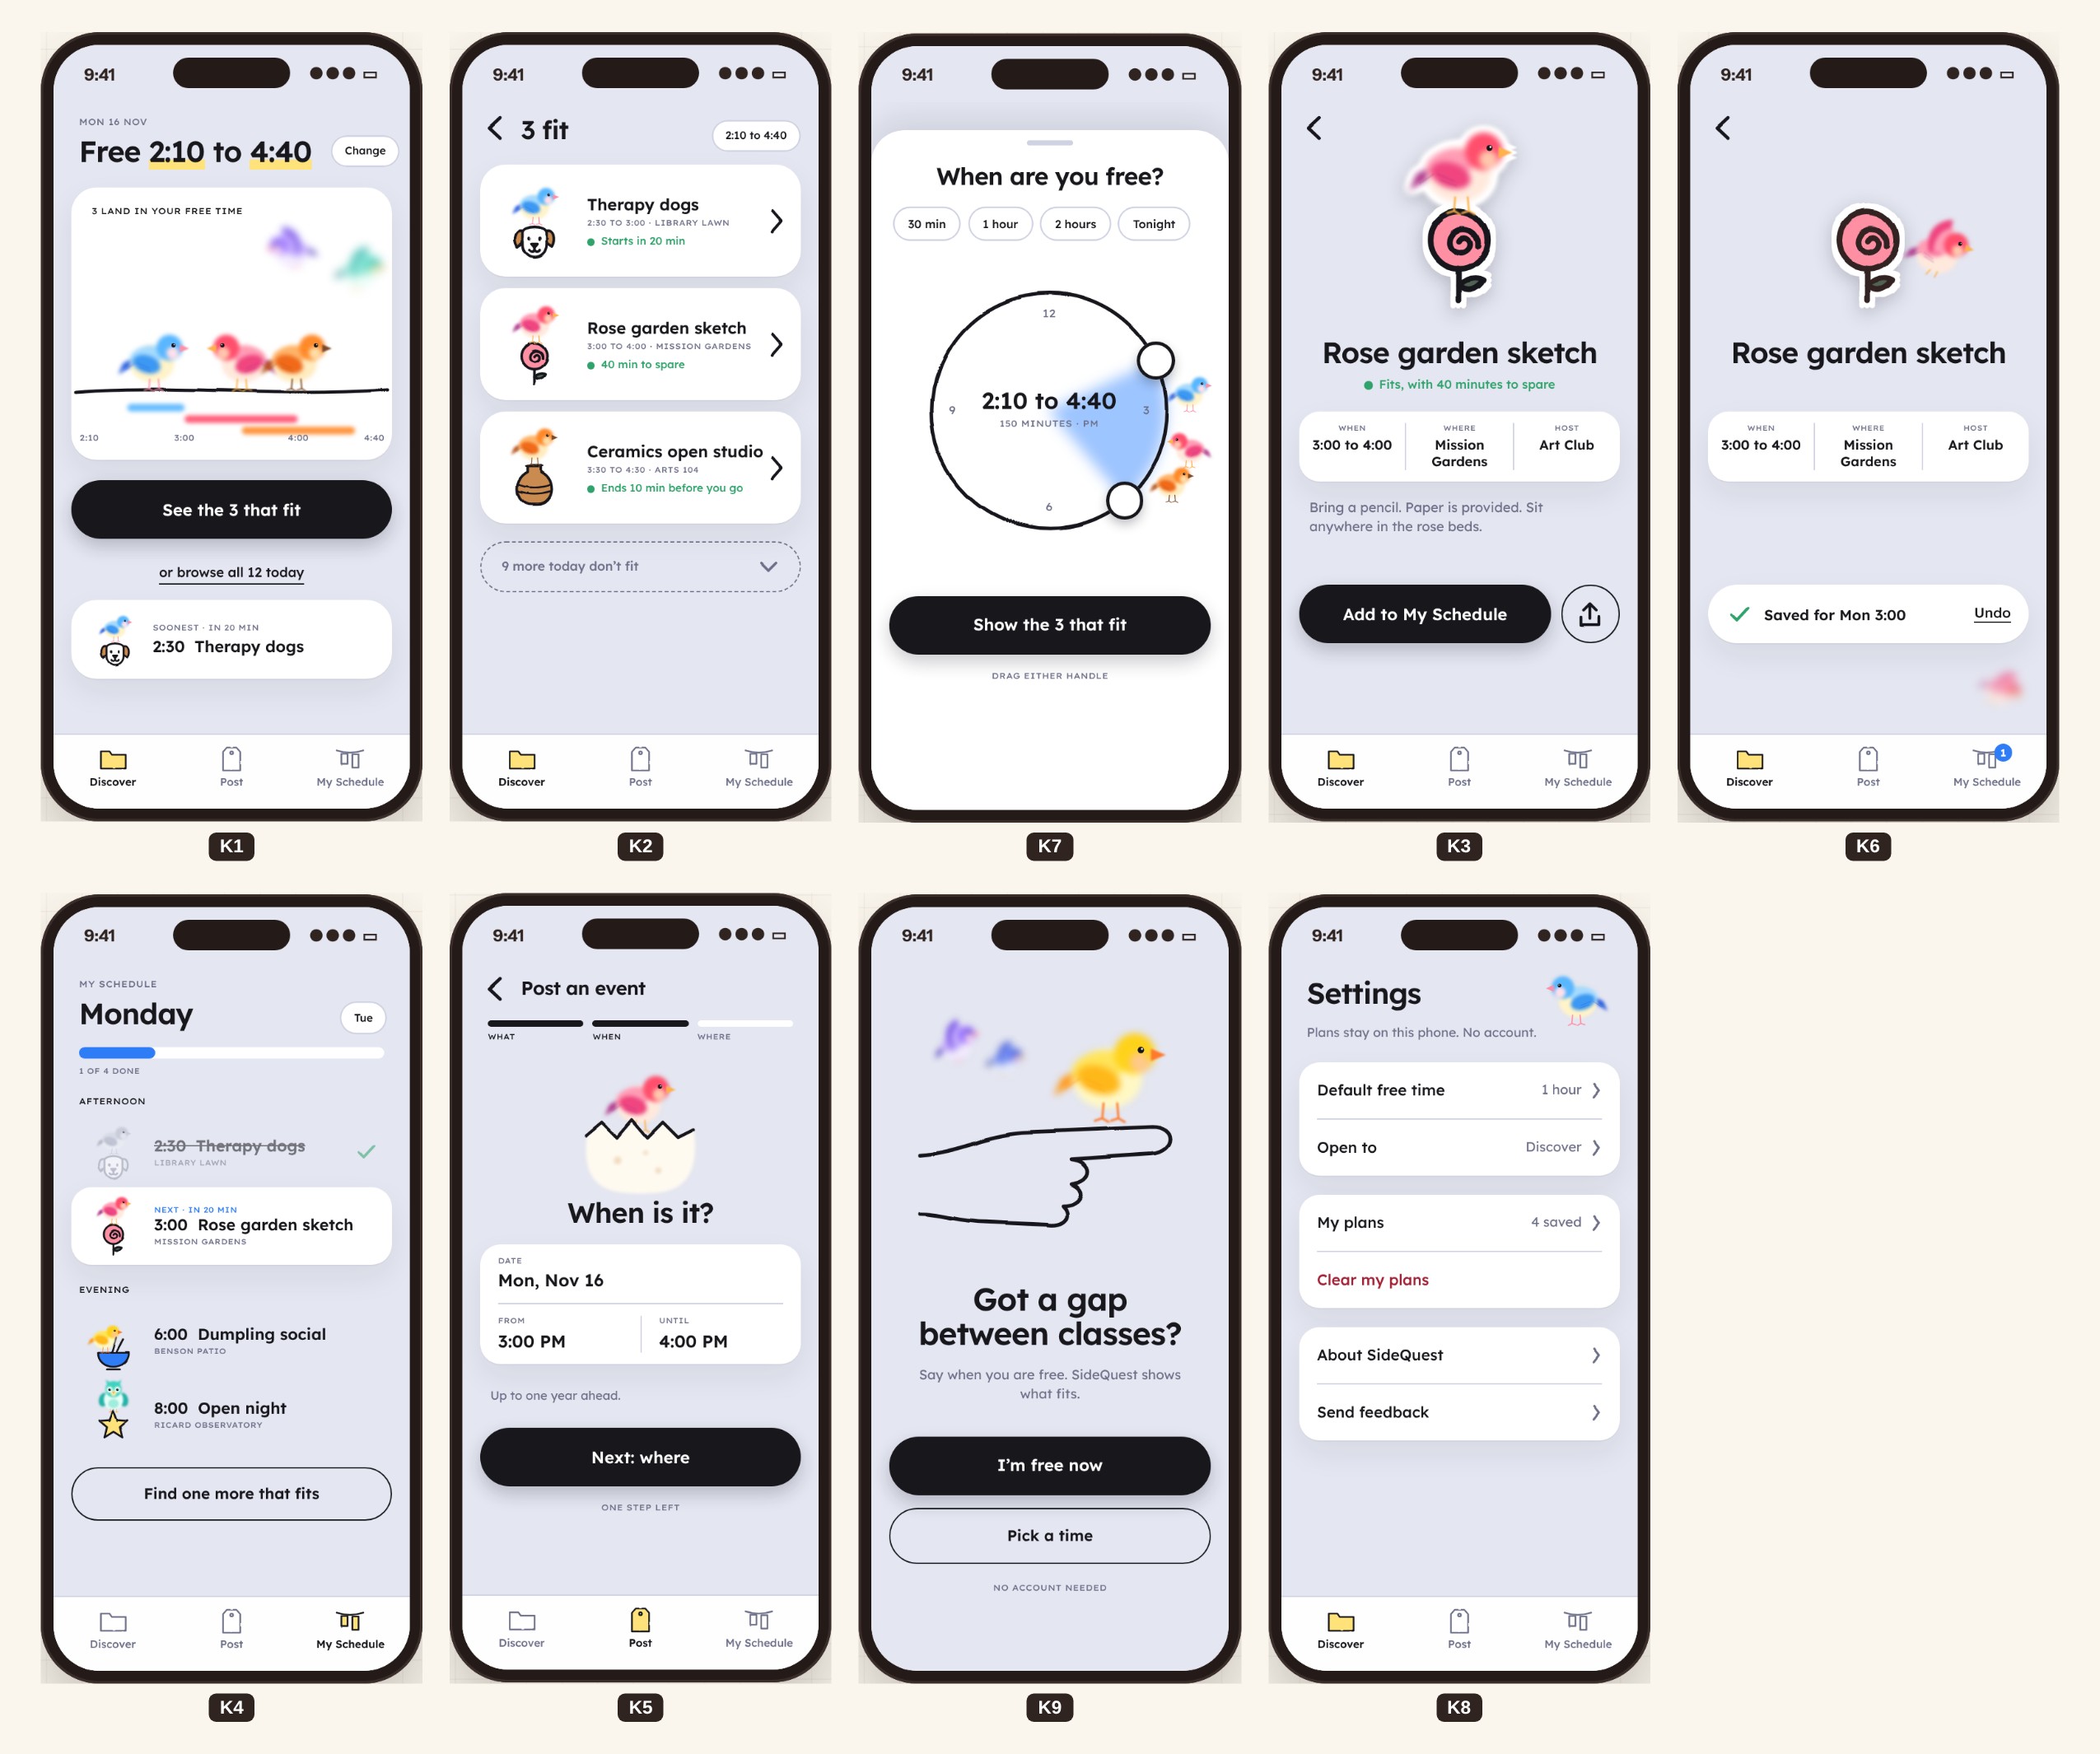 9:41
MON 16 NOV
Free 2:10 to 4:40
Change
3 LAND IN YOUR FREE TIME
2:10 3:00 4:00 4:40
See the 3 that fit
or browse all 12 today
SOONEST · IN 20 MIN
2:30 Therapy dogs
Discover Post My Schedule
K1
9:41
3 fit
2:10 to 4:40
Therapy dogs
2:30 TO 3:00 · LIBRARY LAWN
Starts in 20 min
Rose garden sketch
3:00 TO 4:00 · MISSION GARDENS
40 min to spare
Ceramics open studio
3:30 TO 4:30 · ARTS 104
Ends 10 min before you go
9 more today don't fit
Discover Post My Schedule
K2
9:41
When are you free?
30 min 1 hour 2 hours Tonight
12
9 3
2:10 to 4:40
150 MINUTES · PM
6
Show the 3 that fit
DRAG EITHER HANDLE
K7
9:41
Rose garden sketch
Fits, with 40 minutes to spare
WHEN WHERE HOST
3:00 to 4:00 Mission Art Club
Gardens
Bring a pencil. Paper is provided. Sit
anywhere in the rose beds.
Add to My Schedule
Discover Post My Schedule
K3
9:41
Rose garden sketch
WHEN WHERE HOST
3:00 to 4:00 Mission Art Club
Gardens
Saved for Mon 3:00 Undo
1
Discover Post My Schedule
K6
9:41
MY SCHEDULE
Monday
Tue
1 OF 4 DONE
AFTERNOON
2:30 Therapy dogs
LIBRARY LAWN
NEXT · IN 20 MIN
3:00 Rose garden sketch
MISSION GARDENS
EVENING
6:00 Dumpling social
BENSON PATIO
8:00 Open night
RICARD OBSERVATORY
Find one more that fits
Discover Post My Schedule
K4
9:41
Post an event
WHAT WHEN WHERE
When is it?
DATE
Mon, Nov 16
FROM UNTIL
3:00 PM 4:00 PM
Up to one year ahead.
Next: where
ONE STEP LEFT
Discover Post My Schedule
K5
9:41
Got a gap
between classes?
Say when you are free. SideQuest shows
what fits.
I'm free now
Pick a time
NO ACCOUNT NEEDED
K9
9:41
Settings
Plans stay on this phone. No account.
Default free time 1 hour
Open to Discover
My plans 4 saved
Clear my plans
About SideQuest
Send feedback
Discover Post My Schedule
K8